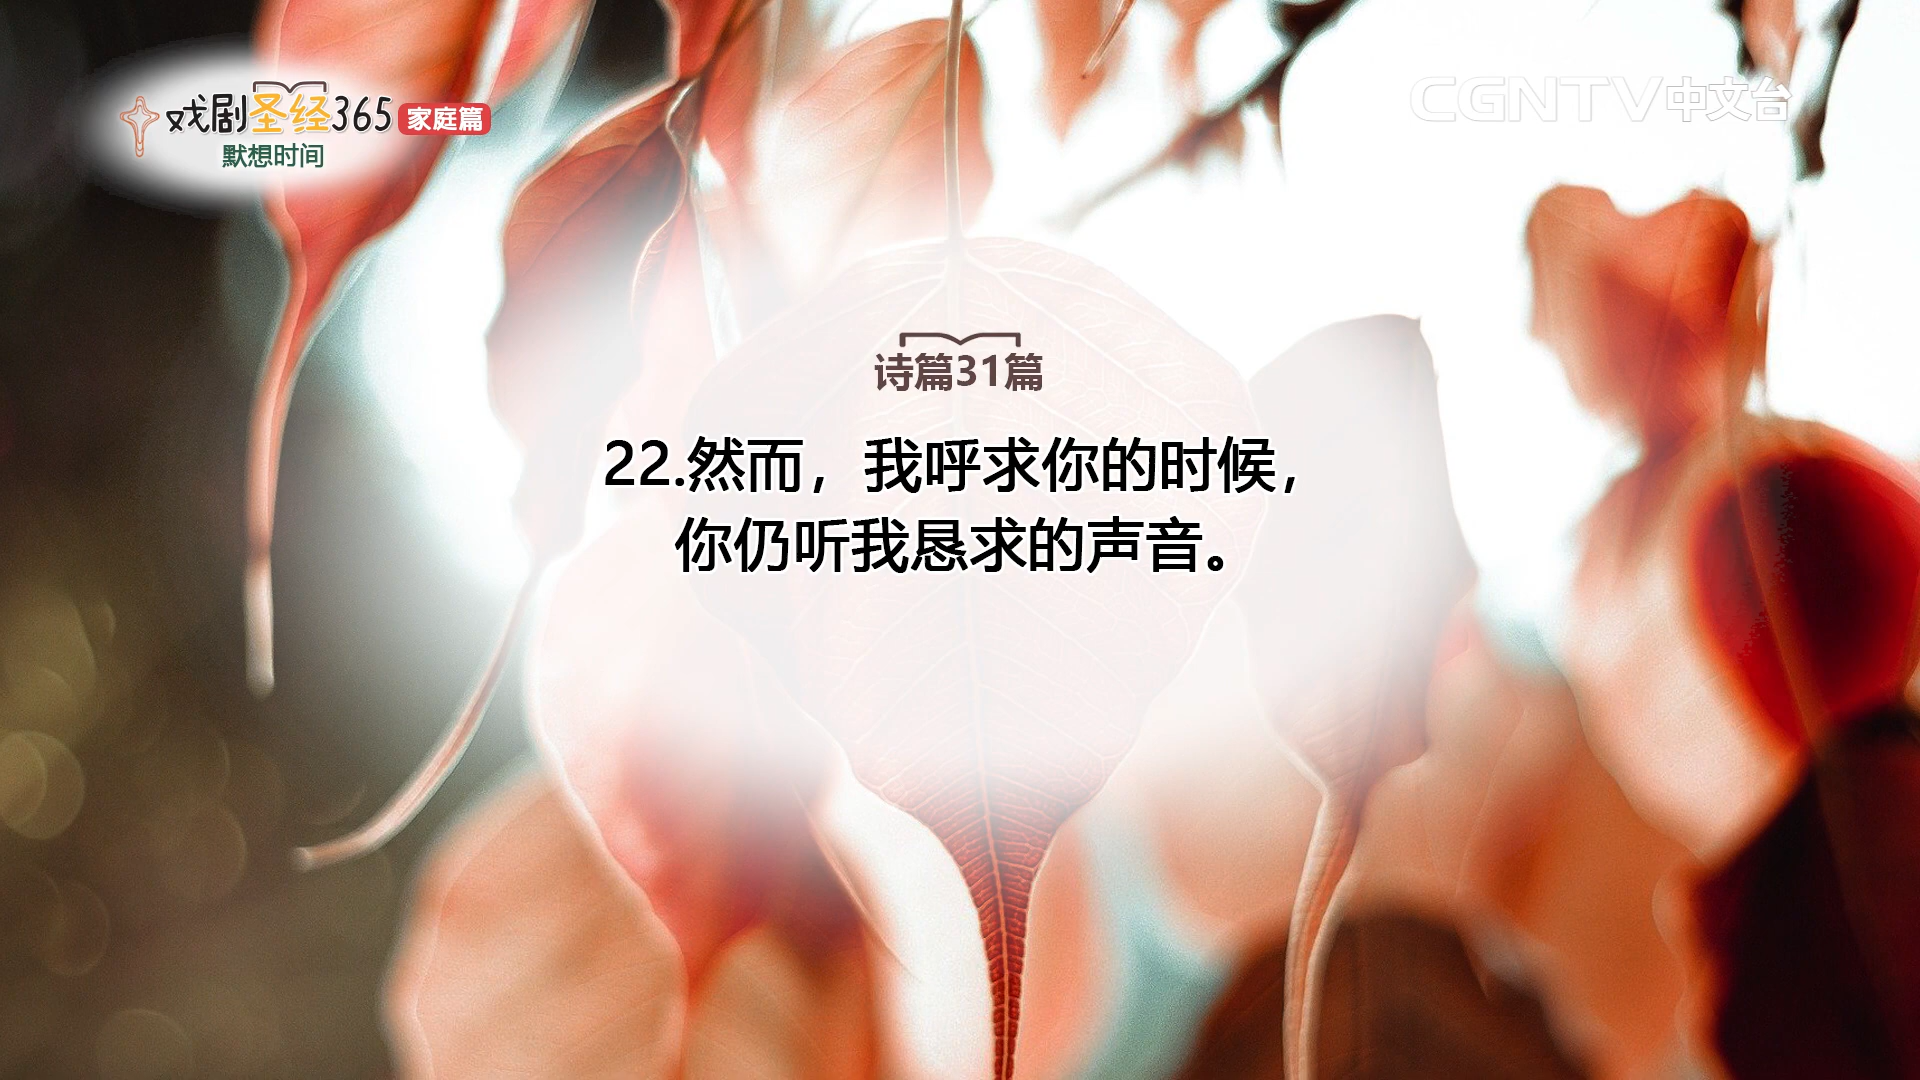 戏剧圣经365 家庭篇
默想时间
CGNTV中文台
诗篇31篇
22.然而，我呼求你的时候，
你仍听我恳求的声音。